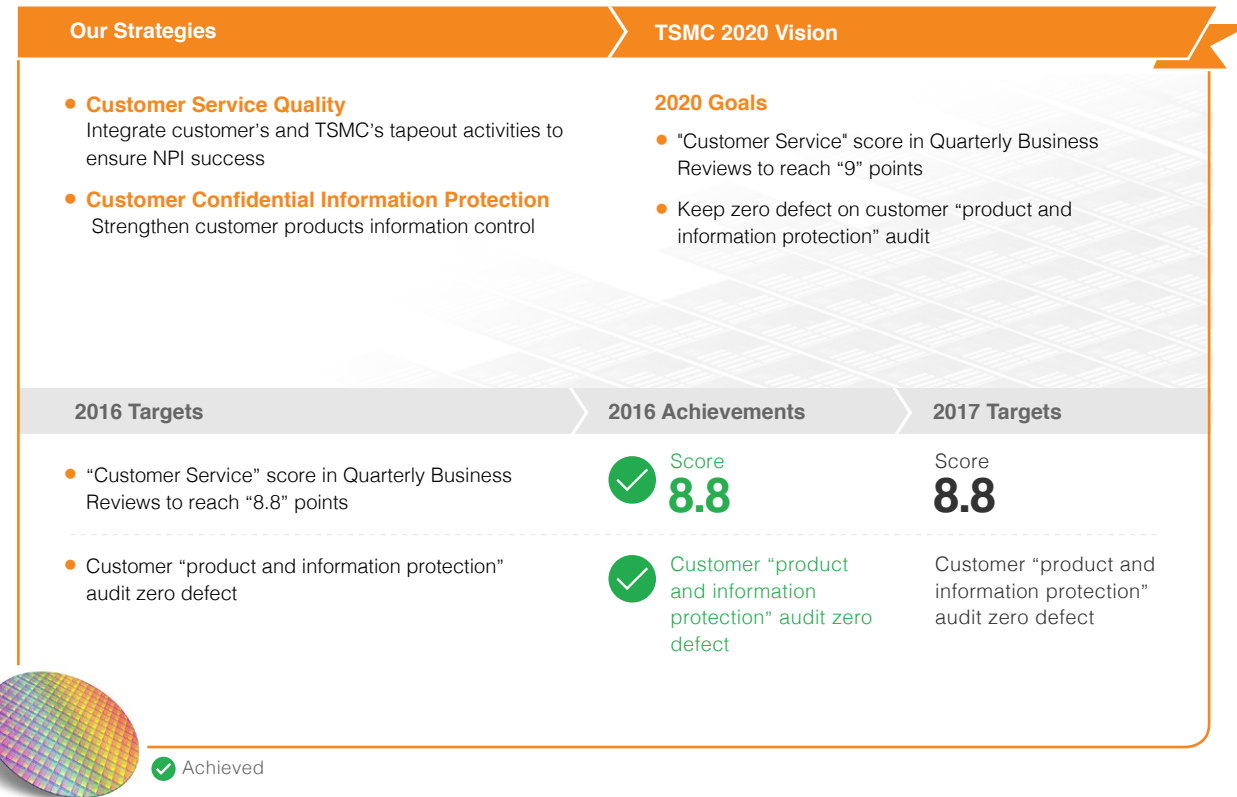 Our Strategies
TSMC 2020 Vision
• Customer Service Quality
Integrate customer's and TSMC's tapeout activities to
ensure NPI success
• Customer Confidential Information Protection
Strengthen customer products information control
2020 Goals
• "Customer Service" score in Quarterly Business
Reviews to reach “9” points
• Keep zero defect on customer “product and
information protection” audit
2016 Targets
2016 Achievements
2017 Targets
• “Customer Service” score in Quarterly Business
Reviews to reach “8.8” points
Score
8.8
Score
8.8
• Customer “product and information protection”
audit zero defect
Customer “product
and information
protection” audit zero
defect
Customer “product and
information protection”
audit zero defect
Achieved